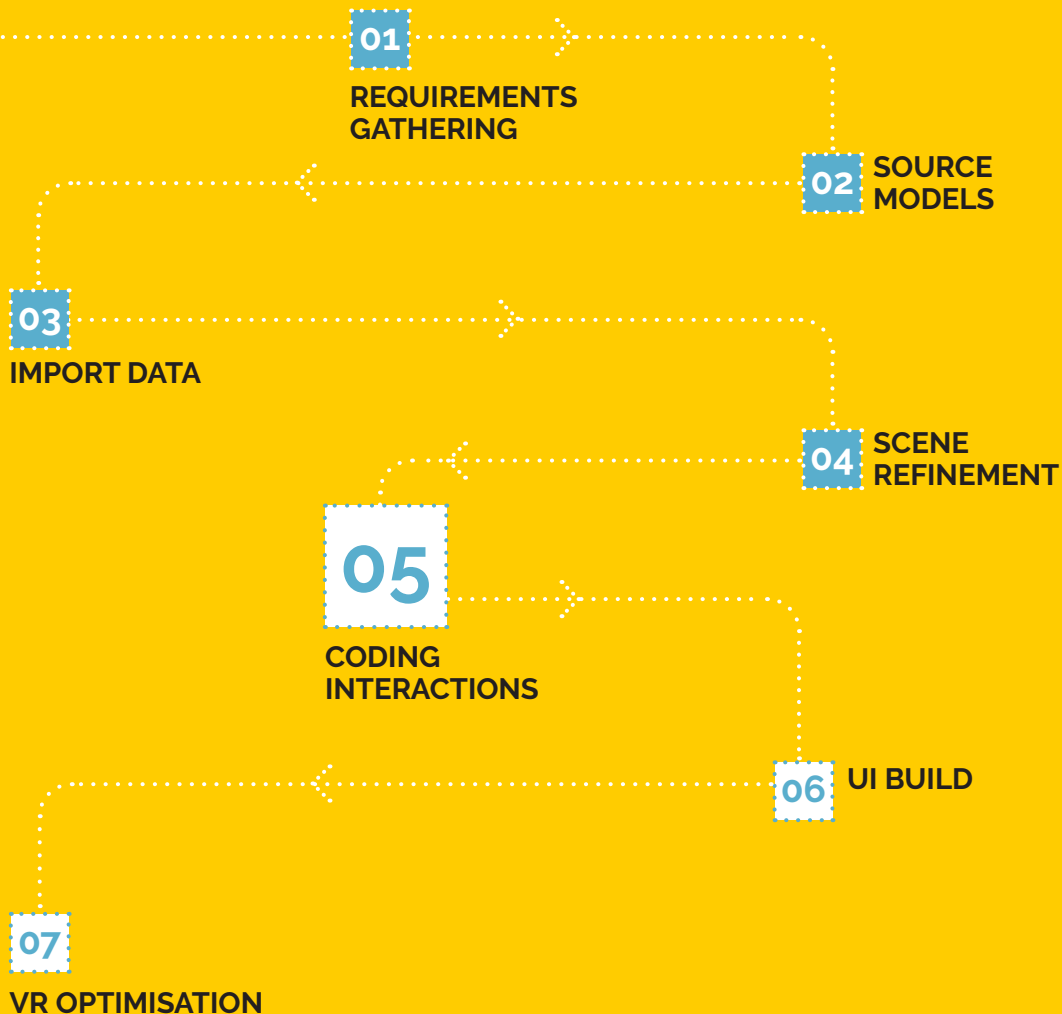 01
REQUIREMENTS
GATHERING
02
SOURCE
MODELS
03
IMPORT DATA
04
SCENE
REFINEMENT
05
CODING
INTERACTIONS
06
UI BUILD
07
VR OPTIMISATION